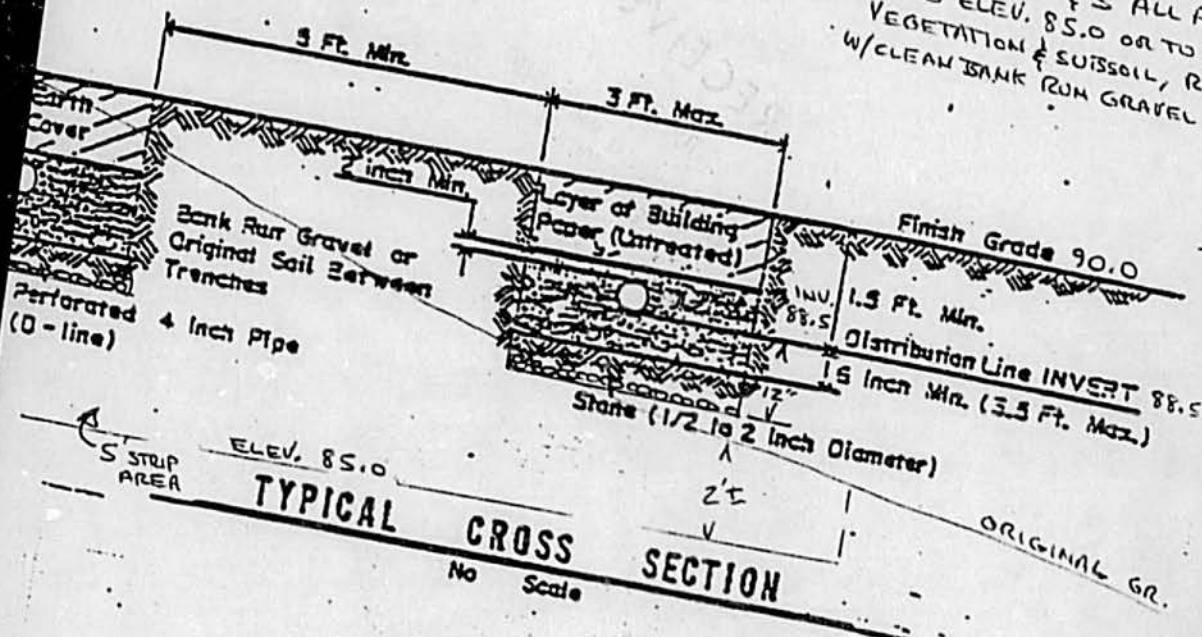 ALL
ELEV. 85.0 OR TO
VEGETATION & SUBSOIL,
W/CLEAN BANK RUN GRAVEL
3 Ft. Max.
Earth
Cover
2 inch Min.
Layer of Building
Paper (Untreated)
Finish Grade 90.0
Bank Run Gravel or
Original Soil Between
Trenches
INV.
88.5
1.5 Ft. Min.
Distribution Line INVERT 88.5
Perforated 4 Inch Pipe
(D-line)
Inch Min. (3.5 Ft. Max.)
12"
Stone (1/2 to 2 Inch Diameter)
5' STRIP
AREA
ELEV. 85.0
2'±
ORIGINAL GR.
TYPICAL CROSS SECTION
No Scale